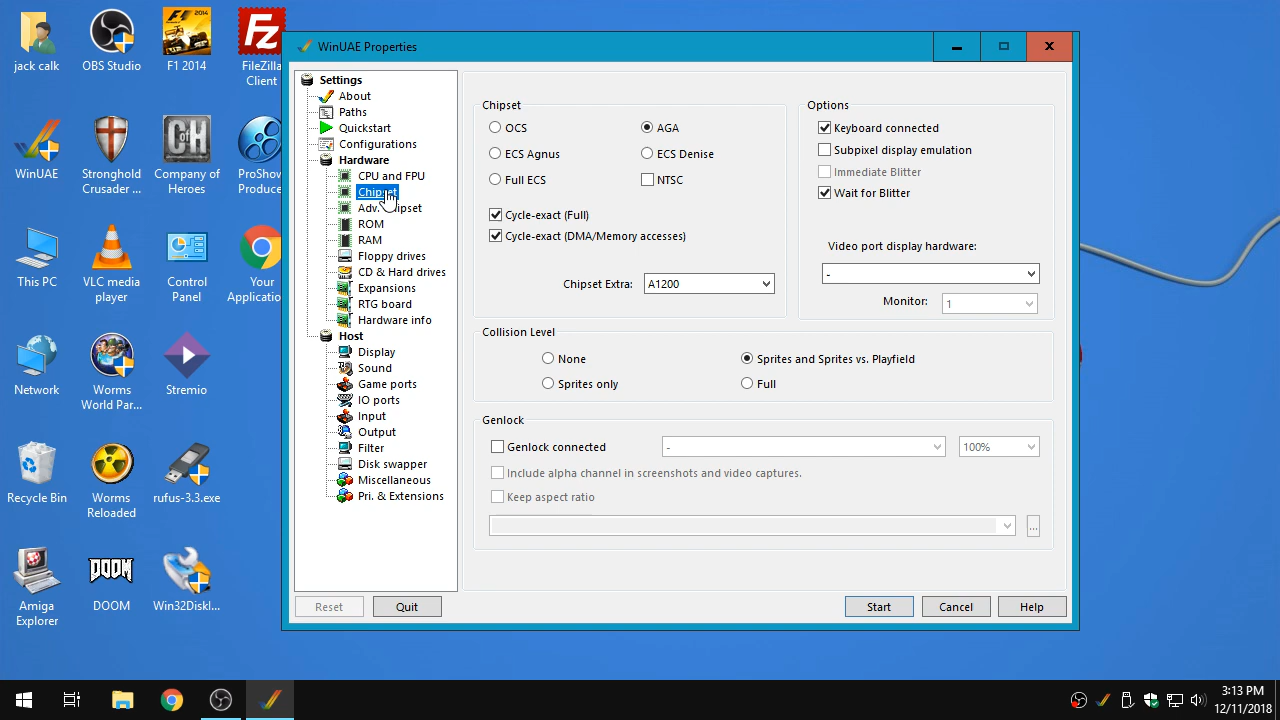 jack calk
OBS Studio
F1 2014
FileZilla
Client
WinUAE
Stronghold
Crusader ...
Company of
Heroes
ProShow
Produce
This PC
VLC media
player
Control
Panel
Your
Applicatio
Network
Worms
World Par...
Stremio
Recycle Bin
Worms
Reloaded
rufus-3.3.exe
Amiga
Explorer
DOOM
DOOM
Win32Diskl...
WinUAE Properties
Settings
About
Paths
Quickstart
Configurations
Hardware
CPU and FPU
Chipset
Adv. Chipset
ROM
RAM
Floppy drives
CD & Hard drives
Expansions
RTG board
Hardware info
Host
Display
Sound
Game ports
IO ports
Input
Output
Filter
Disk swapper
Miscellaneous
Pri. & Extensions
Reset
Quit
Chipset
OCS
AGA
ECS Agnus
ECS Denise
Full ECS
NTSC
Cycle-exact (Full)
Cycle-exact (DMA/Memory accesses)
Chipset Extra:
A1200
Options
Keyboard connected
Subpixel display emulation
Immediate Blitter
Wait for Blitter
Video port display hardware:
-
Monitor:
1
Collision Level
None
Sprites and Sprites vs. Playfield
Sprites only
Full
Genlock
Genlock connected
-
100%
Include alpha channel in screenshots and video captures.
Keep aspect ratio
...
Start
Cancel
Help
3:13 PM
12/11/2018